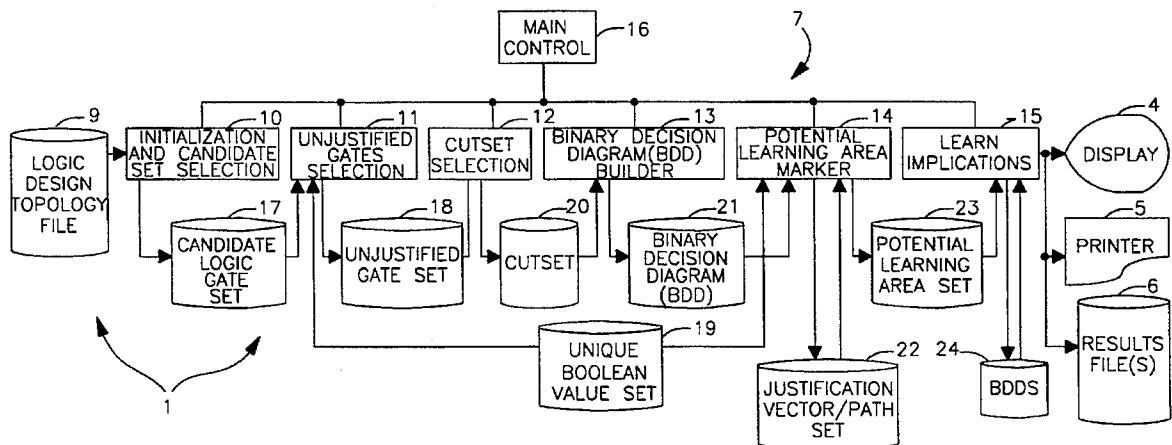 MAIN
CONTROL
16
7
9
10
11
12
13
14
15
4
LOGIC
DESIGN
TOPOLOGY
FILE
INITIALIZATION
AND CANDIDATE
SET SELECTION
UNJUSTIFIED
GATES
SELECTION
CUTSET
SELECTION
BINARY DECISION
DIAGRAM(BDD)
BUILDER
POTENTIAL
LEARNING AREA
MARKER
LEARN
IMPLICATIONS
DISPLAY
17
18
20
21
23
5
CANDIDATE
LOGIC
GATE
SET
UNJUSTIFIED
GATE SET
CUTSET
BINARY
DECISION
DIAGRAM
(BDD)
POTENTIAL
LEARNING
AREA SET
PRINTER
6
19
UNIQUE
BOOLEAN
VALUE SET
22
JUSTIFICATION
VECTOR/PATH
SET
24
BDDS
RESULTS
FILE(S)
1